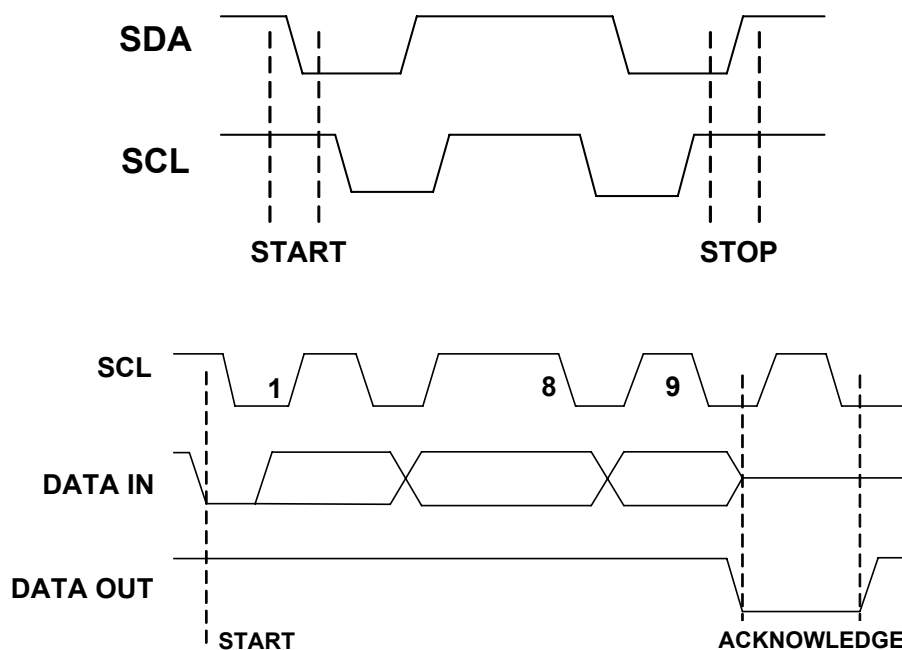 SDA
SCL
START STOP
SCL 1 8 9
DATA IN
DATA OUT
START ACKNOWLEDGE